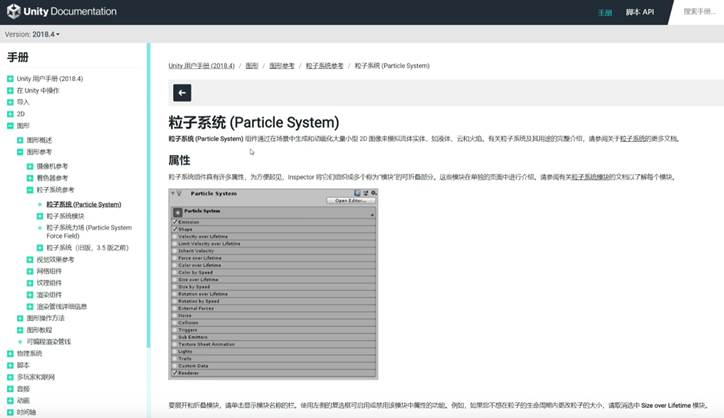 Unity Documentation
手册
脚本 API
搜索手册...
Version: 2018.4
手册
Unity 用户手册 (2018.4)
在 Unity 中操作
导入
2D
图形
图形概述
图形参考
摄像机参考
着色器参考
粒子系统参考
粒子系统 (Particle System)
粒子系统模块
粒子系统力场 (Particle System
Force Field)
粒子系统（旧版，3.5 版之前）
视觉效果参考
网格组件
纹理组件
渲染组件
渲染管线详细信息
图形操作方法
图形教程
可编程渲染管线
物理系统
脚本
多玩家和联网
音频
动画
时间轴
Unity 用户手册 (2018.4) / 图形 / 图形参考 / 粒子系统参考 / 粒子系统 (Particle System)
粒子系统 (Particle System)
粒子系统 (Particle System) 组件通过在场景中生成和动画化大量小型 2D 图像来模拟流体实体，如液体、云和火焰。有关粒子系统及其用途的完整介绍，请参阅关于粒子系统的更多文档。
属性
粒子系统组件具有许多属性，为方便起见，Inspector 将它们组织成多个称为“模块”的可折叠部分。这些模块在单独的页面中进行介绍。请参阅有关粒子系统模块的文档以了解每个模块。
Particle System
Open Editor...
Particle System
Emission
Shape
Velocity over Lifetime
Limit Velocity over Lifetime
Inherit Velocity
Force over Lifetime
Color over Lifetime
Color by Speed
Size over Lifetime
Size by Speed
Rotation over Lifetime
Rotation by Speed
External Forces
Noise
Collision
Triggers
Sub Emitters
Texture Sheet Animation
Lights
Trails
Custom Data
Renderer
要展开和折叠模块，请单击显示模块名称的栏。使用左侧的复选框可启用或禁用该模块中属性的功能。例如，如果您不想在粒子的生命周期内更改粒子的大小，请取消选中 Size over Lifetime 模块。